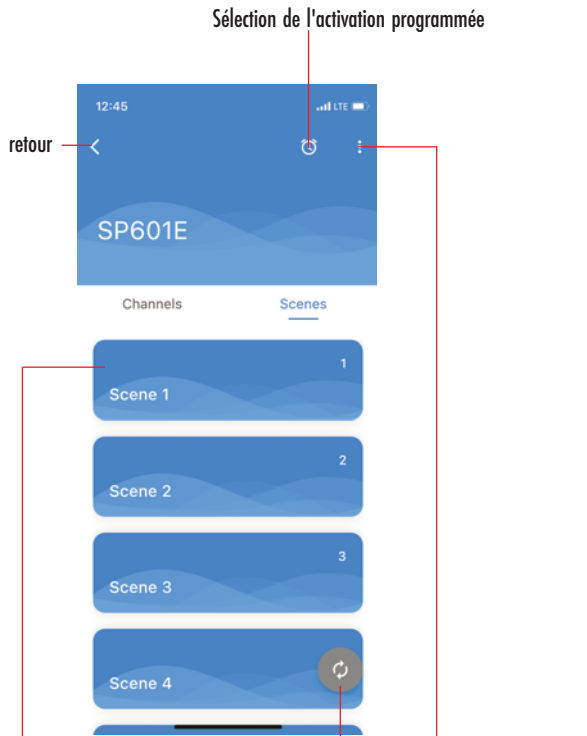 Sélection de l'activation programmée
12:45
LTE
retour
SP601E
Channels
Scenes
1
Scene 1
2
Scene 2
3
Scene 3
Scene 4